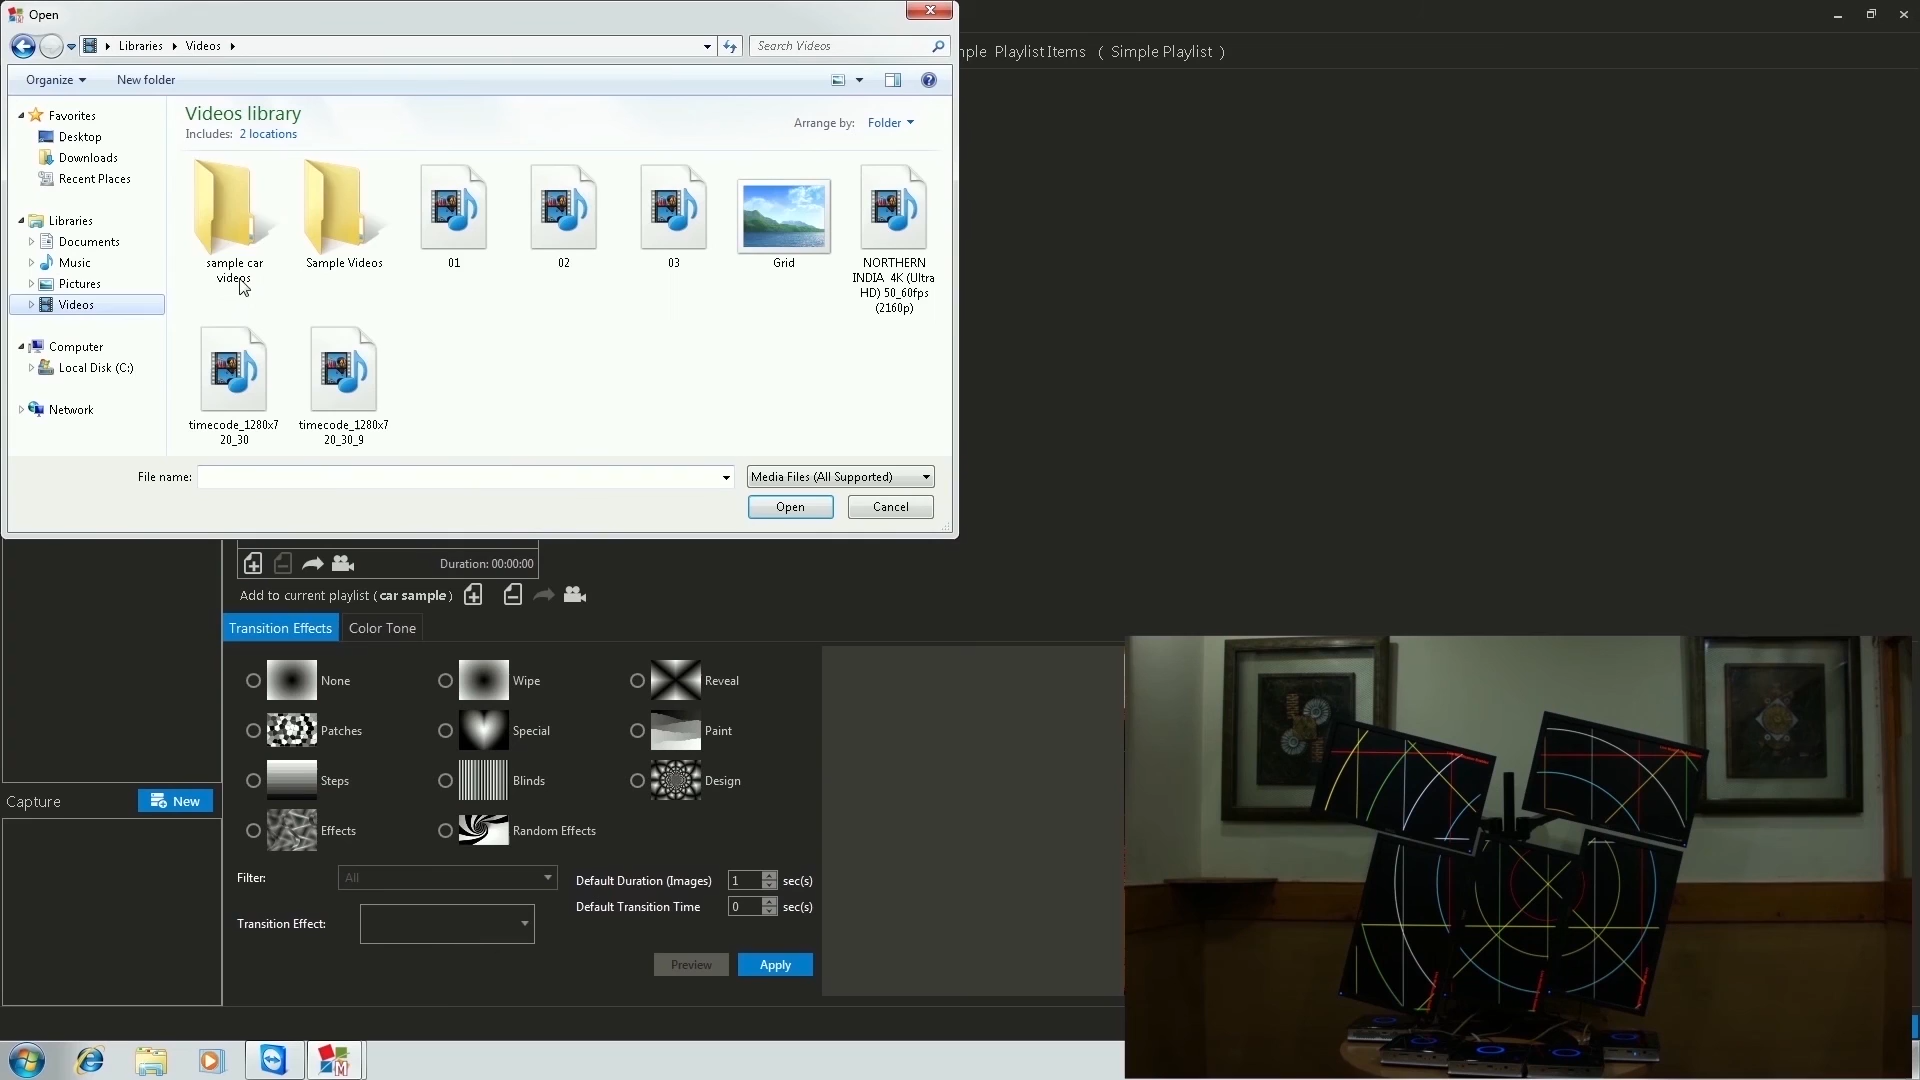 Open
Libraries
Videos
Search Videos
Organize
New folder
Simple Playlist )
PlaylistItems (
Videos library
Includes: 2 locations
Arrange by: Folder
Favorites
Desktop
Downloads
Recent Places
Libraries
Documents
Music
Pictures
Videos
Computer
Local Disk (C:)
Network
sample car
videos
Sample Videos
01
02
03
Grid
NORTHERN
INDIA 4K (Ultra
HD) 50_60fps
(2160p)
timecode_1280x7
20_30
timecode_1280x7
20_30_9
File name:
Media Files (All Supported)
Open
Cancel
Duration: 00:00:00
Add to current playlist ( car sample )
Transition Effects
Color Tone
None
Wipe
Reveal
Patches
Special
Paint
Steps
Blinds
Design
Effects
Random Effects
Capture
New
Filter:
All
Default Duration (Images)
1
sec(s)
Default Transition Time
0
sec(s)
Transition Effect:
Preview
Apply
M